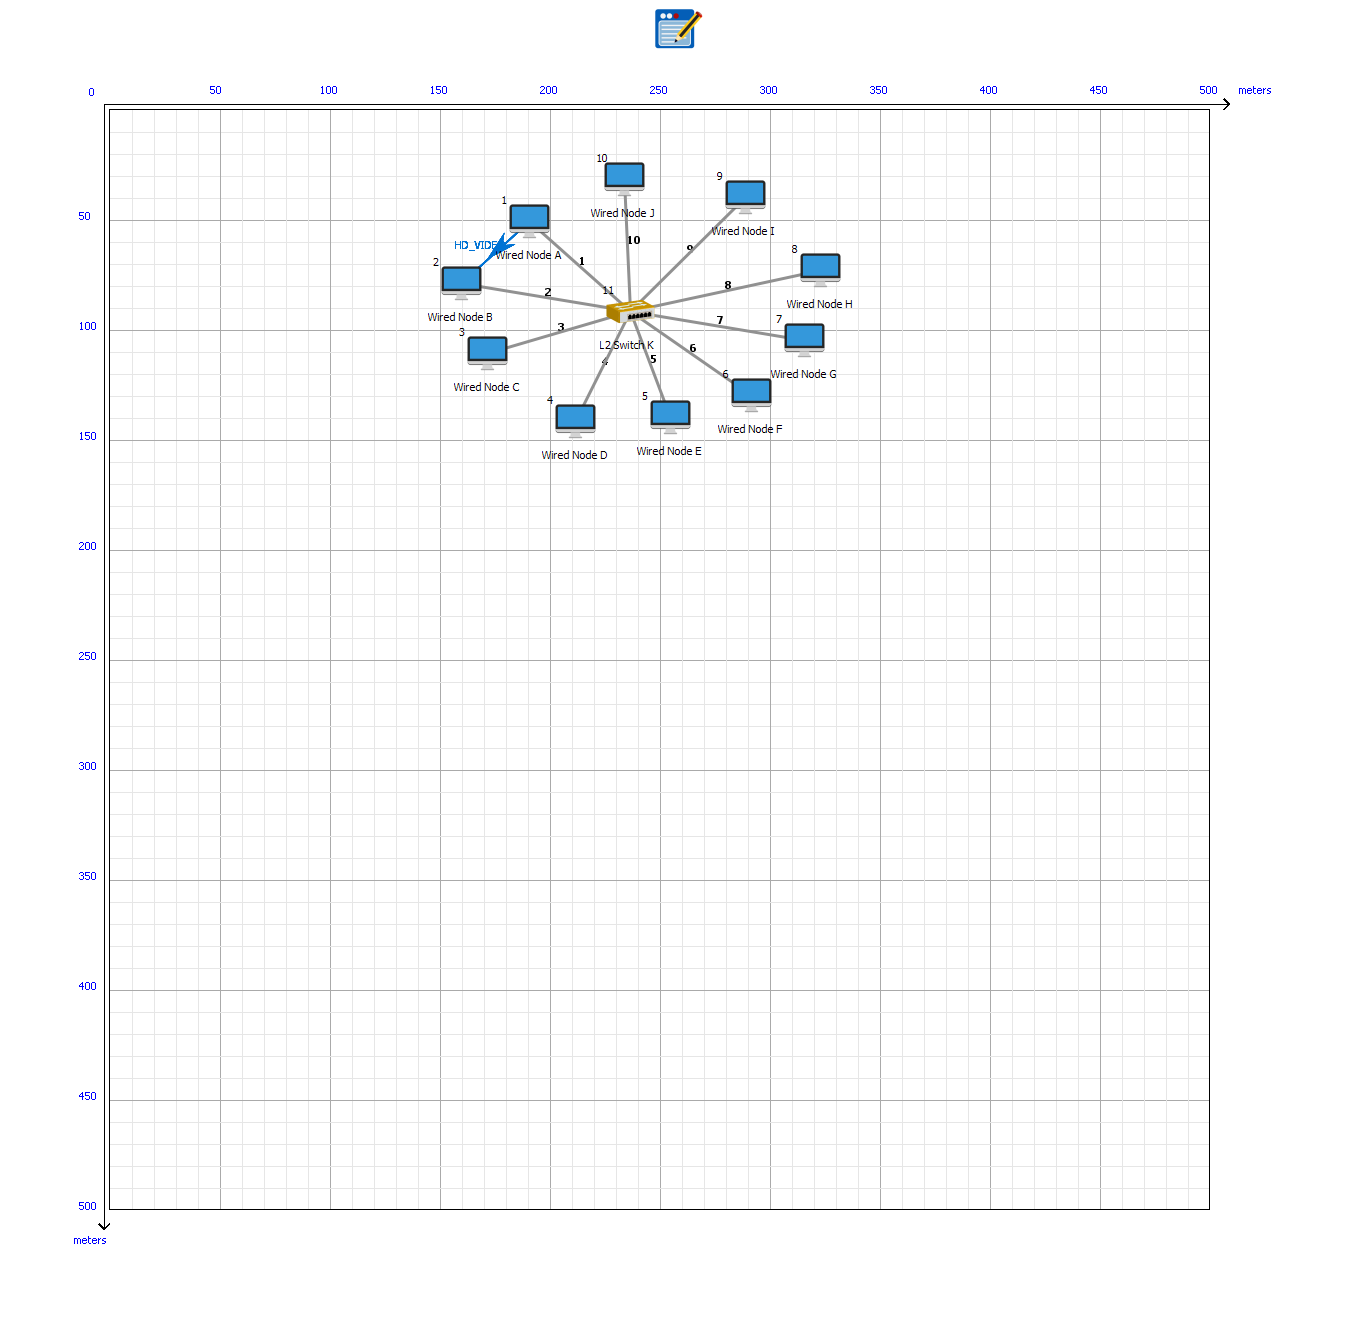 0 50 100 150 200 250 300 350 400 450 500 meters
10
Wired Node J
9
Wired Node I
1
Wired Node A
HD_VIDE
2
Wired Node B
8
Wired Node H
10
9
1
8
2
11
L2 Switch K
3
7
6
5
4
3
Wired Node C
7
Wired Node G
6
Wired Node F
5
Wired Node E
4
Wired Node D
50
100
150
200
250
300
350
400
450
500
meters